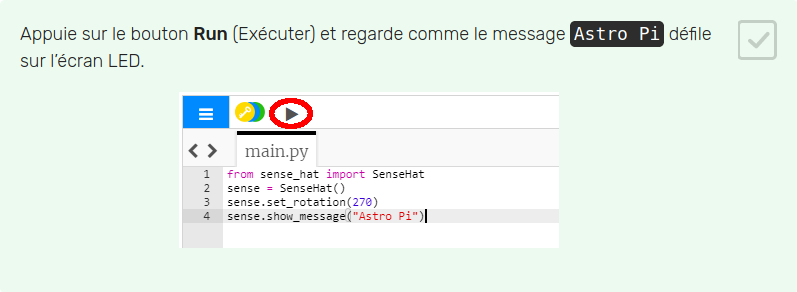 Appuie sur le bouton Run (Exécuter) et regarde comme le message Astro Pi défile
sur l'écran LED.
main.py
1 from sense_hat import SenseHat
2 sense = SenseHat()
3 sense.set_rotation(270)
4 sense.show_message("Astro Pi")